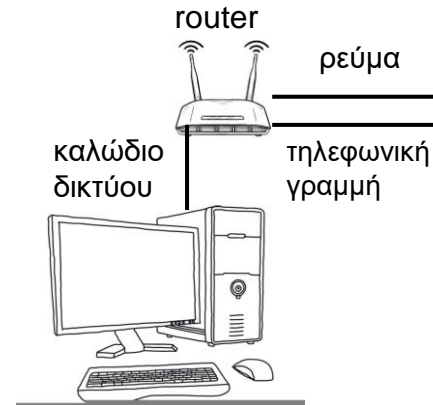 router
ρεύμα
καλώδιο
δικτύου
τηλεφωνική
γραμμή